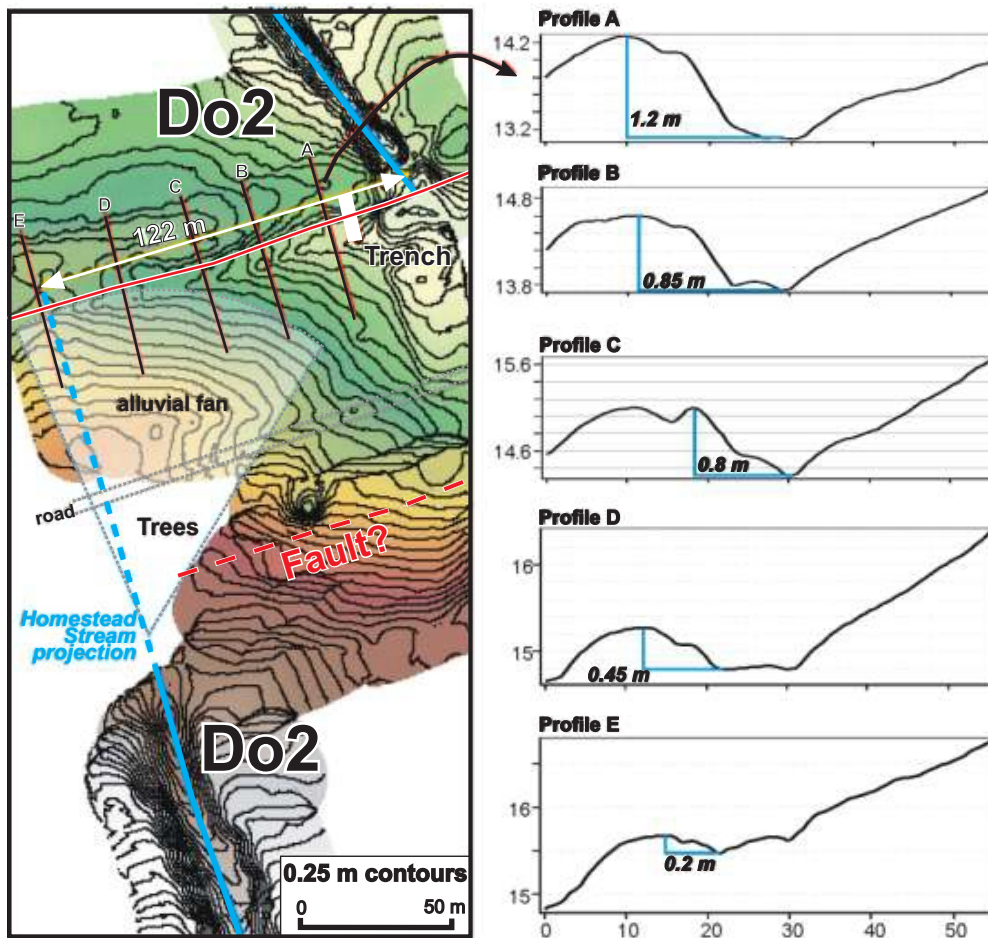 Do2
A
B
C
D
E
122 m
Trench
alluvial fan
road
Trees
Fault?
Homestead
Stream
projection
Do2
0.25 m contours
0 50 m
Profile A
14.2
13.2
1.2 m
Profile B
14.8
13.8
0.85 m
Profile C
15.6
14.6
0.8 m
Profile D
16
15
0.45 m
Profile E
16
15
0.2 m
0 10 20 30 40 50